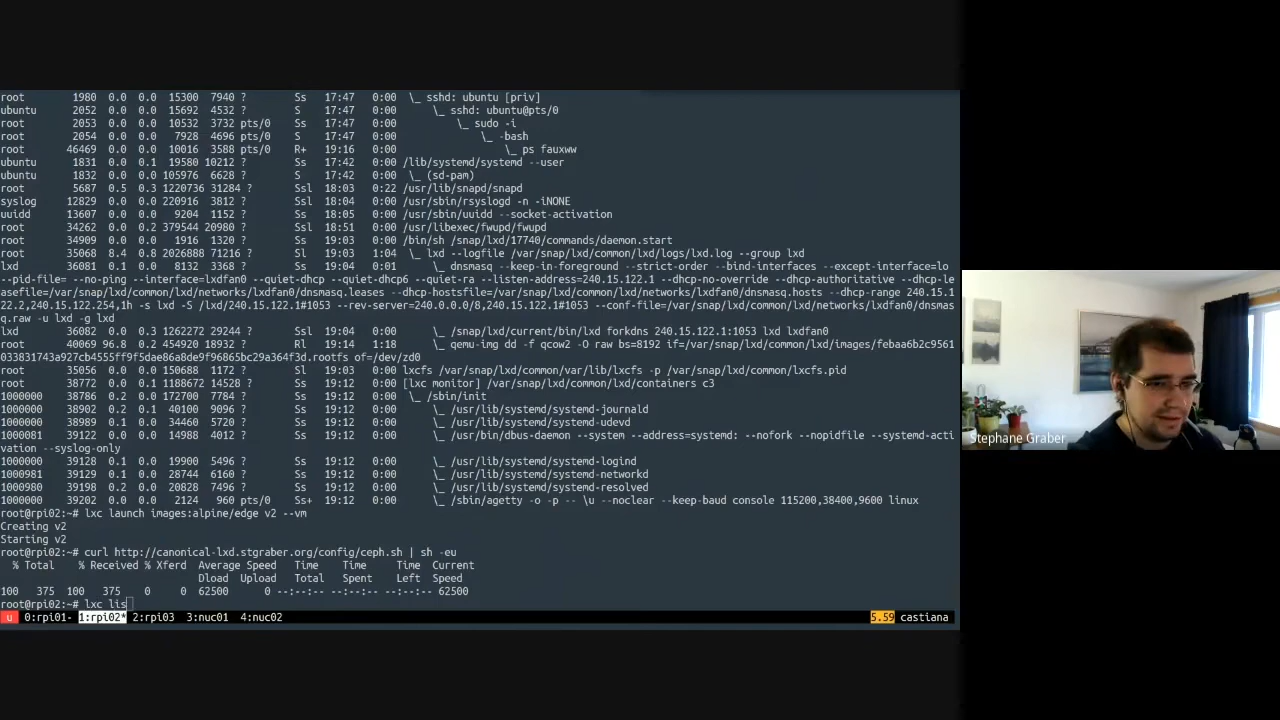 root 1980 0.0 0.0 15300 7940 ? Ss 17:47 0:00 \_ sshd: ubuntu [priv]
ubuntu 2052 0.0 0.0 15692 4532 ? S 17:47 0:00 \_ sshd: ubuntu@pts/0
root 2053 0.0 0.0 10532 3732 pts/0 S 17:47 0:00 \_ sudo -i
root 2054 0.0 0.0 7928 4696 pts/0 S 17:47 0:00 \_ -bash
root 46469 0.0 0.0 10016 3588 pts/0 R+ 19:16 0:00 \_ ps fauxww
ubuntu 1831 0.0 0.1 19580 10212 ? Ss 17:42 0:00 /lib/systemd/systemd --user
ubuntu 1832 0.0 0.0 105976 6628 ? S 17:42 0:00 \_ (sd-pam)
root 5687 0.5 0.3 1220736 31284 ? Ssl 18:03 0:22 /usr/lib/snapd/snapd
syslog 12829 0.0 0.0 220916 3812 ? Ssl 18:04 0:00 /usr/sbin/rsyslogd -n -iNONE
uuidd 13607 0.0 0.0 9204 1152 ? Ss 18:05 0:00 /usr/sbin/uuidd --socket-activation
root 34262 0.0 0.2 379544 20980 ? Ssl 18:51 0:00 /usr/libexec/fwupd/fwupd
root 34909 0.0 0.0 1916 1320 ? Ss 19:03 0:00 /bin/sh /snap/lxd/17740/commands/daemon.start
root 35068 8.4 0.8 2026888 71216 ? Sl 19:03 1:04 \_ lxd --logfile /var/snap/lxd/common/lxd/logs/lxd.log --group lxd
lxd 36081 0.1 0.0 8132 3368 ? Ss 19:04 0:01 \_ dnsmasq --keep-in-foreground --strict-order --bind-interfaces --except-interface=lo
--pid-file= --no-ping --interface=lxdfan0 --quiet-dhcp --quiet-dhcp6 --quiet-ra --listen-address=240.15.122.1 --dhcp-no-override --dhcp-authoritative --dhcp-le
asefile=/var/snap/lxd/common/lxd/networks/lxdfan0/dnsmasq.leases --dhcp-hostsfile=/var/snap/lxd/common/lxd/networks/lxdfan0/dnsmasq.hosts --dhcp-range 240.15.1
22.2,240.15.122.254,1h -s lxd -S /lxd/240.15.122.1#1053 --rev-server=240.0.0.0/8,240.15.122.1#1053 --conf-file=/var/snap/lxd/common/lxd/networks/lxdfan0/dnsmas
q.raw -u lxd -g lxd
lxd 36082 0.0 0.3 1262272 29244 ? Ssl 19:04 0:00 \_ /snap/lxd/current/bin/lxd forkdns 240.15.122.1:1053 lxd lxdfan0
root 40069 96.8 0.2 454920 18932 ? Rl 19:14 1:18 \_ qemu-img dd -f qcow2 -O raw bs=8192 if=/var/snap/lxd/common/lxd/images/febaa6b2c9561
033831743a927cb4555ff9f5dae86a8de9f96865bc29a364f3d.rootfs of=/dev/zd0
root 35056 0.0 0.0 150688 1172 ? Sl 19:03 0:00 lxcfs /var/snap/lxd/common/var/lib/lxcfs -p /var/snap/lxd/common/lxcfs.pid
root 38772 0.0 0.1 1188672 14528 ? Ss 19:12 0:00 [lxc monitor] /var/snap/lxd/common/lxd/containers c3
1000000 38786 0.2 0.0 172700 7784 ? Ss 19:12 0:00 \_ /sbin/init
1000000 38902 0.2 0.1 40100 9096 ? Ss 19:12 0:00 \_ /usr/lib/systemd/systemd-journald
1000000 38989 0.1 0.0 34460 5720 ? Ss 19:12 0:00 \_ /usr/lib/systemd/systemd-udevd
1000081 39122 0.0 0.0 14988 4012 ? Ss 19:12 0:00 \_ /usr/bin/dbus-daemon --system --address=systemd: --nofork --nopidfile --systemd-acti
vation --syslog-only
1000000 39128 0.1 0.0 19900 5496 ? Ss 19:12 0:00 \_ /usr/lib/systemd/systemd-logind
1000981 39129 0.1 0.0 28744 6160 ? Ss 19:12 0:00 \_ /usr/lib/systemd/systemd-networkd
1000980 39198 0.2 0.0 20828 7496 ? Ss 19:12 0:00 \_ /usr/lib/systemd/systemd-resolved
1000000 39202 0.0 0.0 2124 960 pts/0 Ss+ 19:12 0:00 \_ /sbin/agetty -o -p -- \u --noclear --keep-baud console 115200,38400,9600 linux
root@rpi02:~# lxc launch images:alpine/edge v2 --vm
Creating v2
Starting v2
root@rpi02:~# curl http://canonical-lxd.stgraber.org/config/ceph.sh | sh -eu
% Total % Received % Xferd Average Speed Time Time Time Current
Dload Upload Total Spent Left Speed
100 375 100 375 0 0 62500 0 --:--:-- --:--:-- --:--:-- 62500
root@rpi02:~# lxc lis
u 0:rpi01- 1:rpi02* 2:rpi03 3:nuc01 4:nuc02 5.59 castiana
Stephane Graber